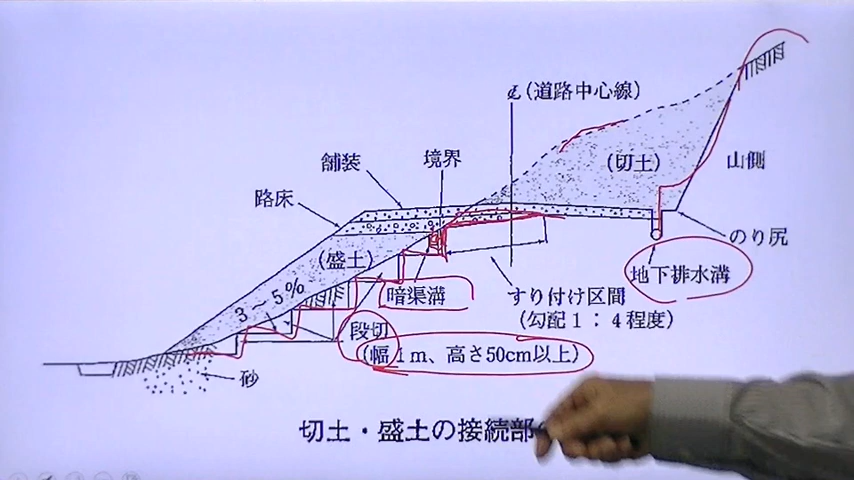 ℄(道路中心線)
舗装
境界
(切土)
山側
路床
のり尻
(盛土)
地下排水溝
3～5%
暗渠溝
すり付け区間
(勾配1：4程度)
段切
(幅1m、高さ50cm以上)
砂
切土・盛土の接続部